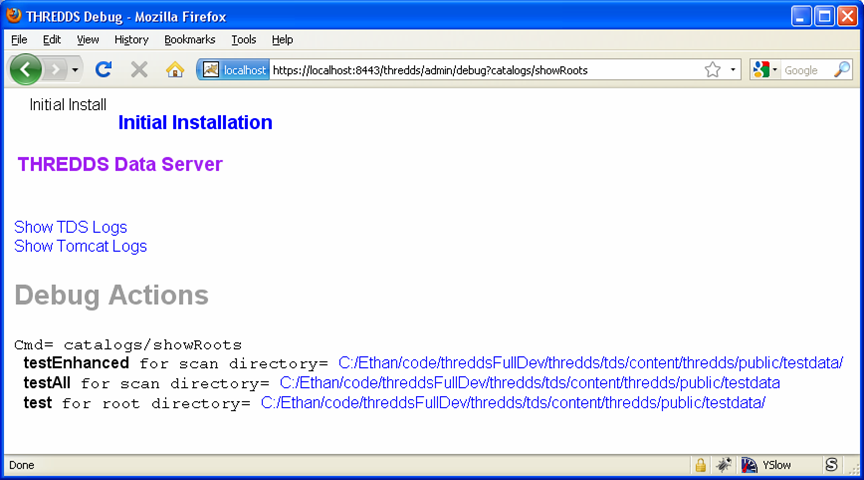 THREDDS Debug - Mozilla Firefox
File Edit View History Bookmarks Tools Help
localhost https://localhost:8443/thredds/admin/debug?catalogs/showRoots Google
Initial Install
Initial Installation
THREDDS Data Server
Show TDS Logs
Show Tomcat Logs
Debug Actions
Cmd= catalogs/showRoots
testEnhanced for scan directory= C:/Ethan/code/threddsFullDev/thredds/tds/content/thredds/public/testdata/
testAll for scan directory= C:/Ethan/code/threddsFullDev/thredds/tds/content/thredds/public/testdata
test for root directory= C:/Ethan/code/threddsFullDev/thredds/tds/content/thredds/public/testdata/
Done YSlow S